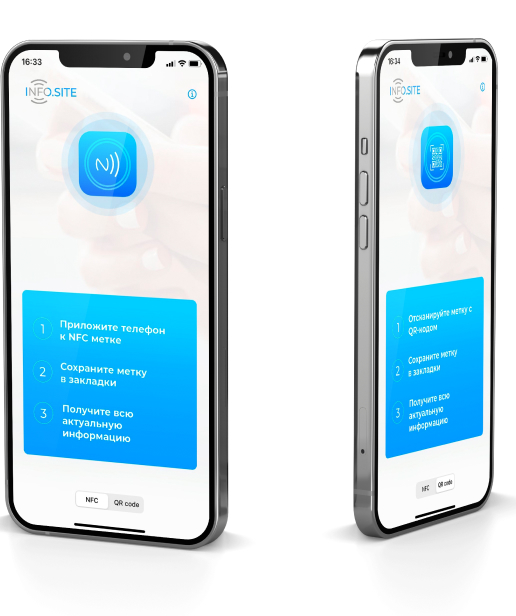 16:33
INFO.SITE
1 Приложите телефон
к NFC метке
2 Сохраните метку
в закладки
3 Получите всю
актуальную
информацию
NFC QR code
16:34
INFO.SITE
1 Отсканируйте метку с
QR-кодом
2 Сохраните метку
в закладки
3 Получите всю
актуальную
информацию
NFC QR code